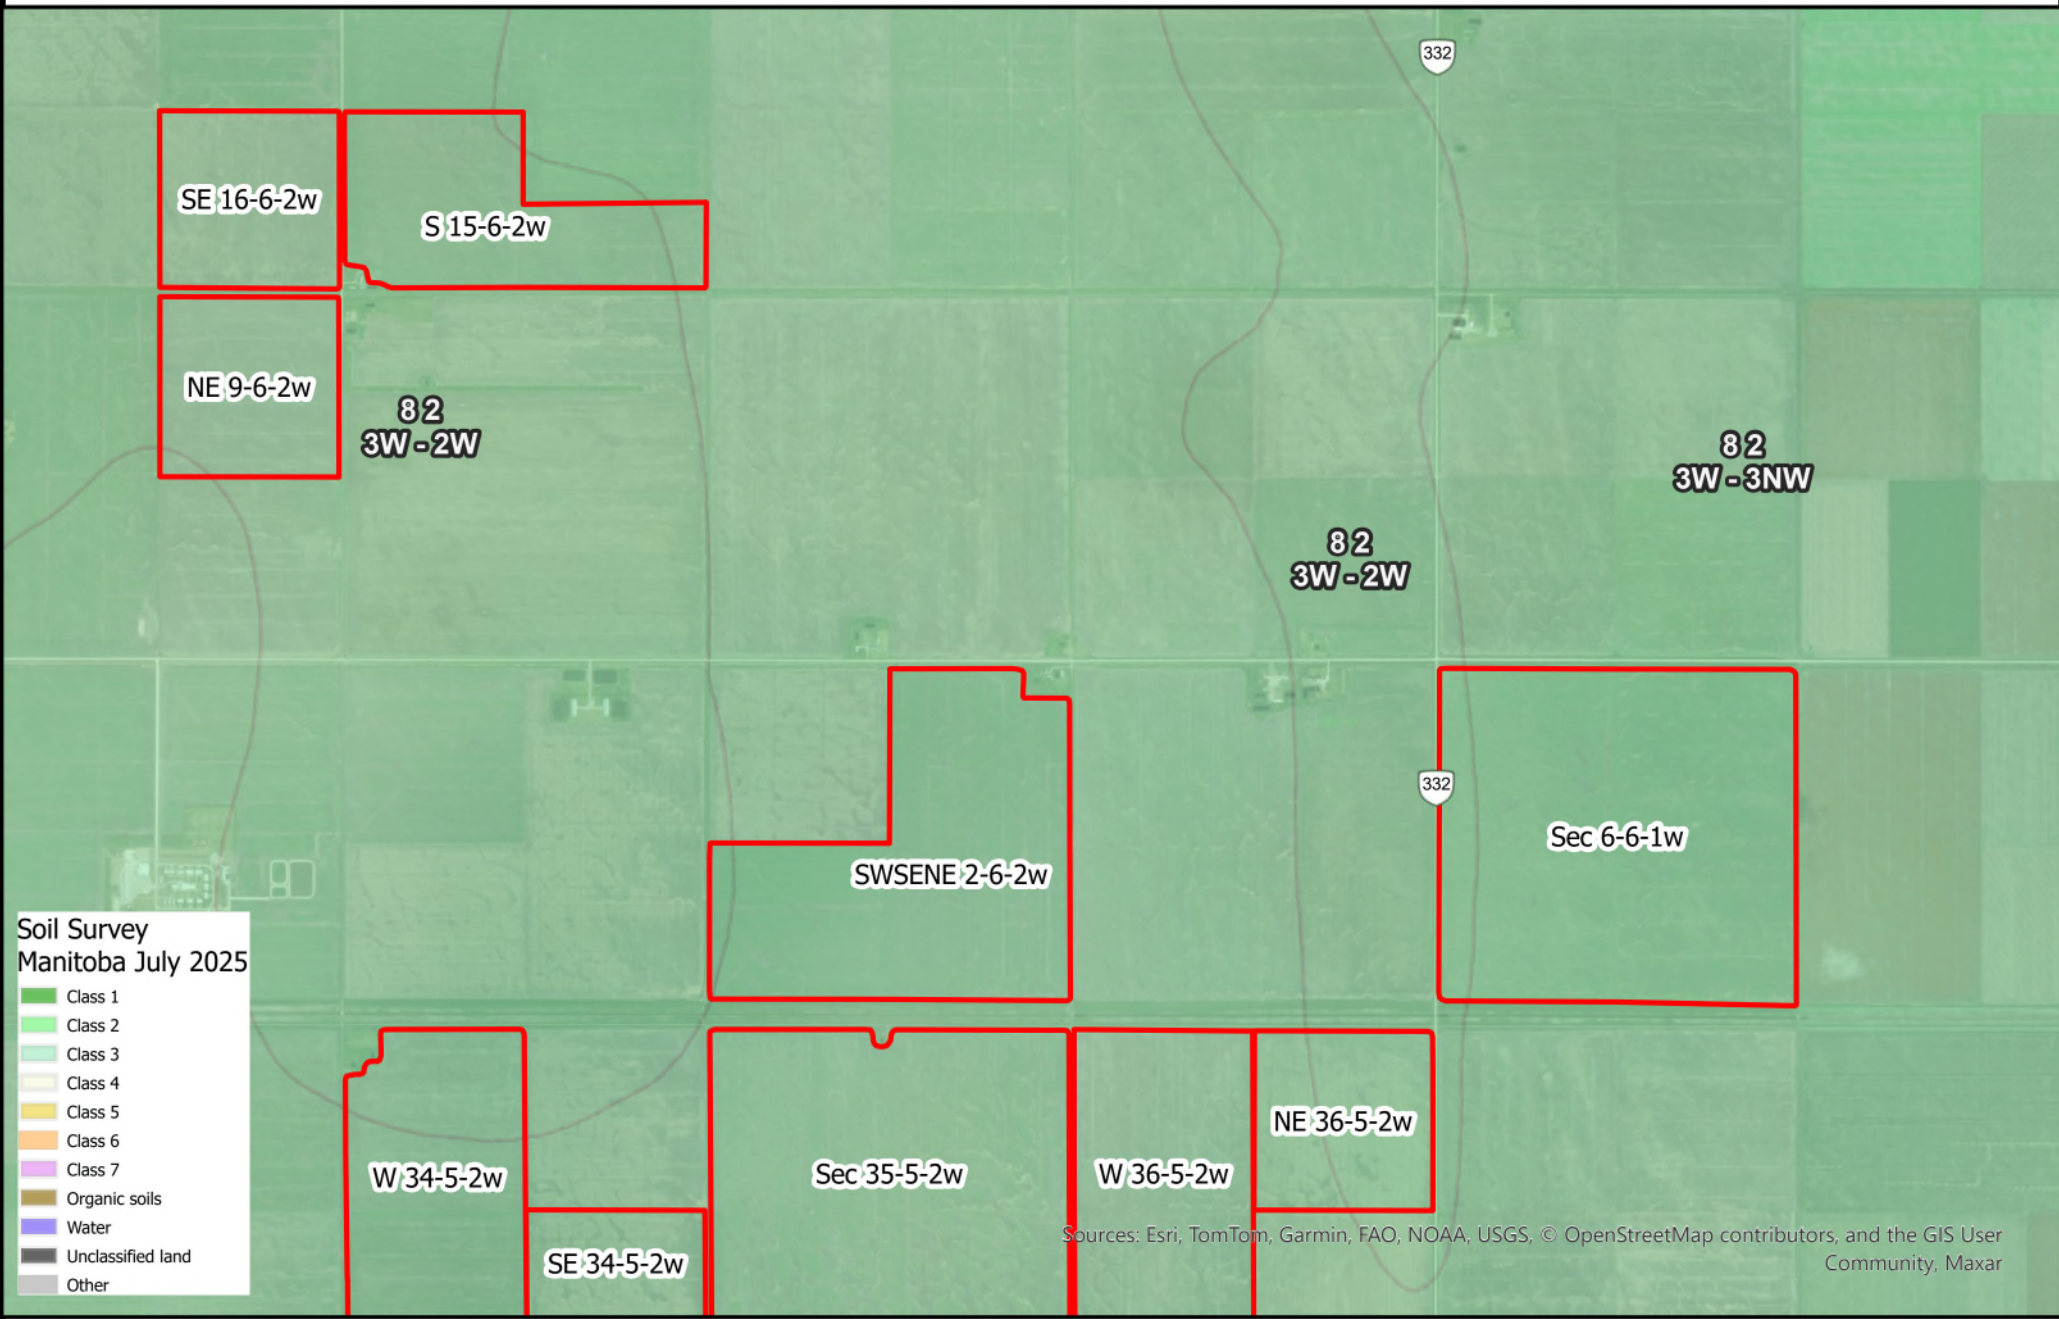 332
SE 16-6-2w
S 15-6-2w
NE 9-6-2w
8 2
3W - 2W
8 2
3W - 3NW
8 2
3W - 2W
332
Sec 6-6-1w
SWSENE 2-6-2w
Soil Survey
Manitoba July 2025
Class 1
Class 2
Class 3
Class 4
Class 5
Class 6
Class 7
Organic soils
Water
Unclassified land
Other
NE 36-5-2w
W 34-5-2w
Sec 35-5-2w
W 36-5-2w
SE 34-5-2w
Sources: Esri, TomTom, Garmin, FAO, NOAA, USGS, © OpenStreetMap contributors, and the GIS User
Community, Maxar